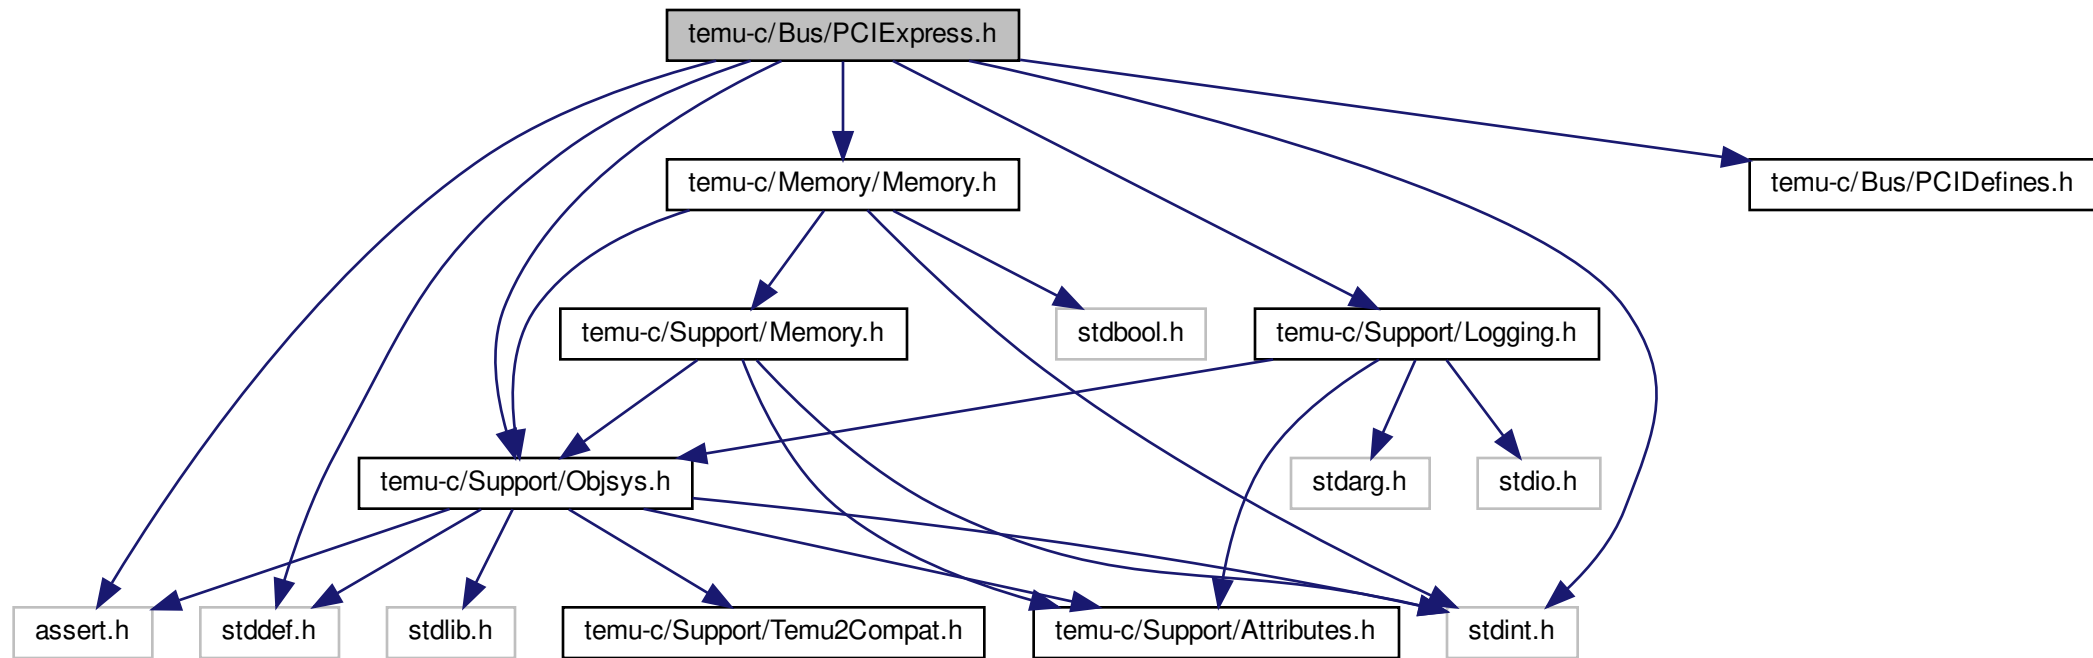 temu-c/Bus/PCIExpress.h
temu-c/Memory/Memory.h
temu-c/Bus/PCIDefines.h
temu-c/Support/Memory.h
stdbool.h
temu-c/Support/Logging.h
temu-c/Support/Objsys.h
stdarg.h
stdio.h
assert.h
stddef.h
stdlib.h
temu-c/Support/Temu2Compat.h
temu-c/Support/Attributes.h
stdint.h